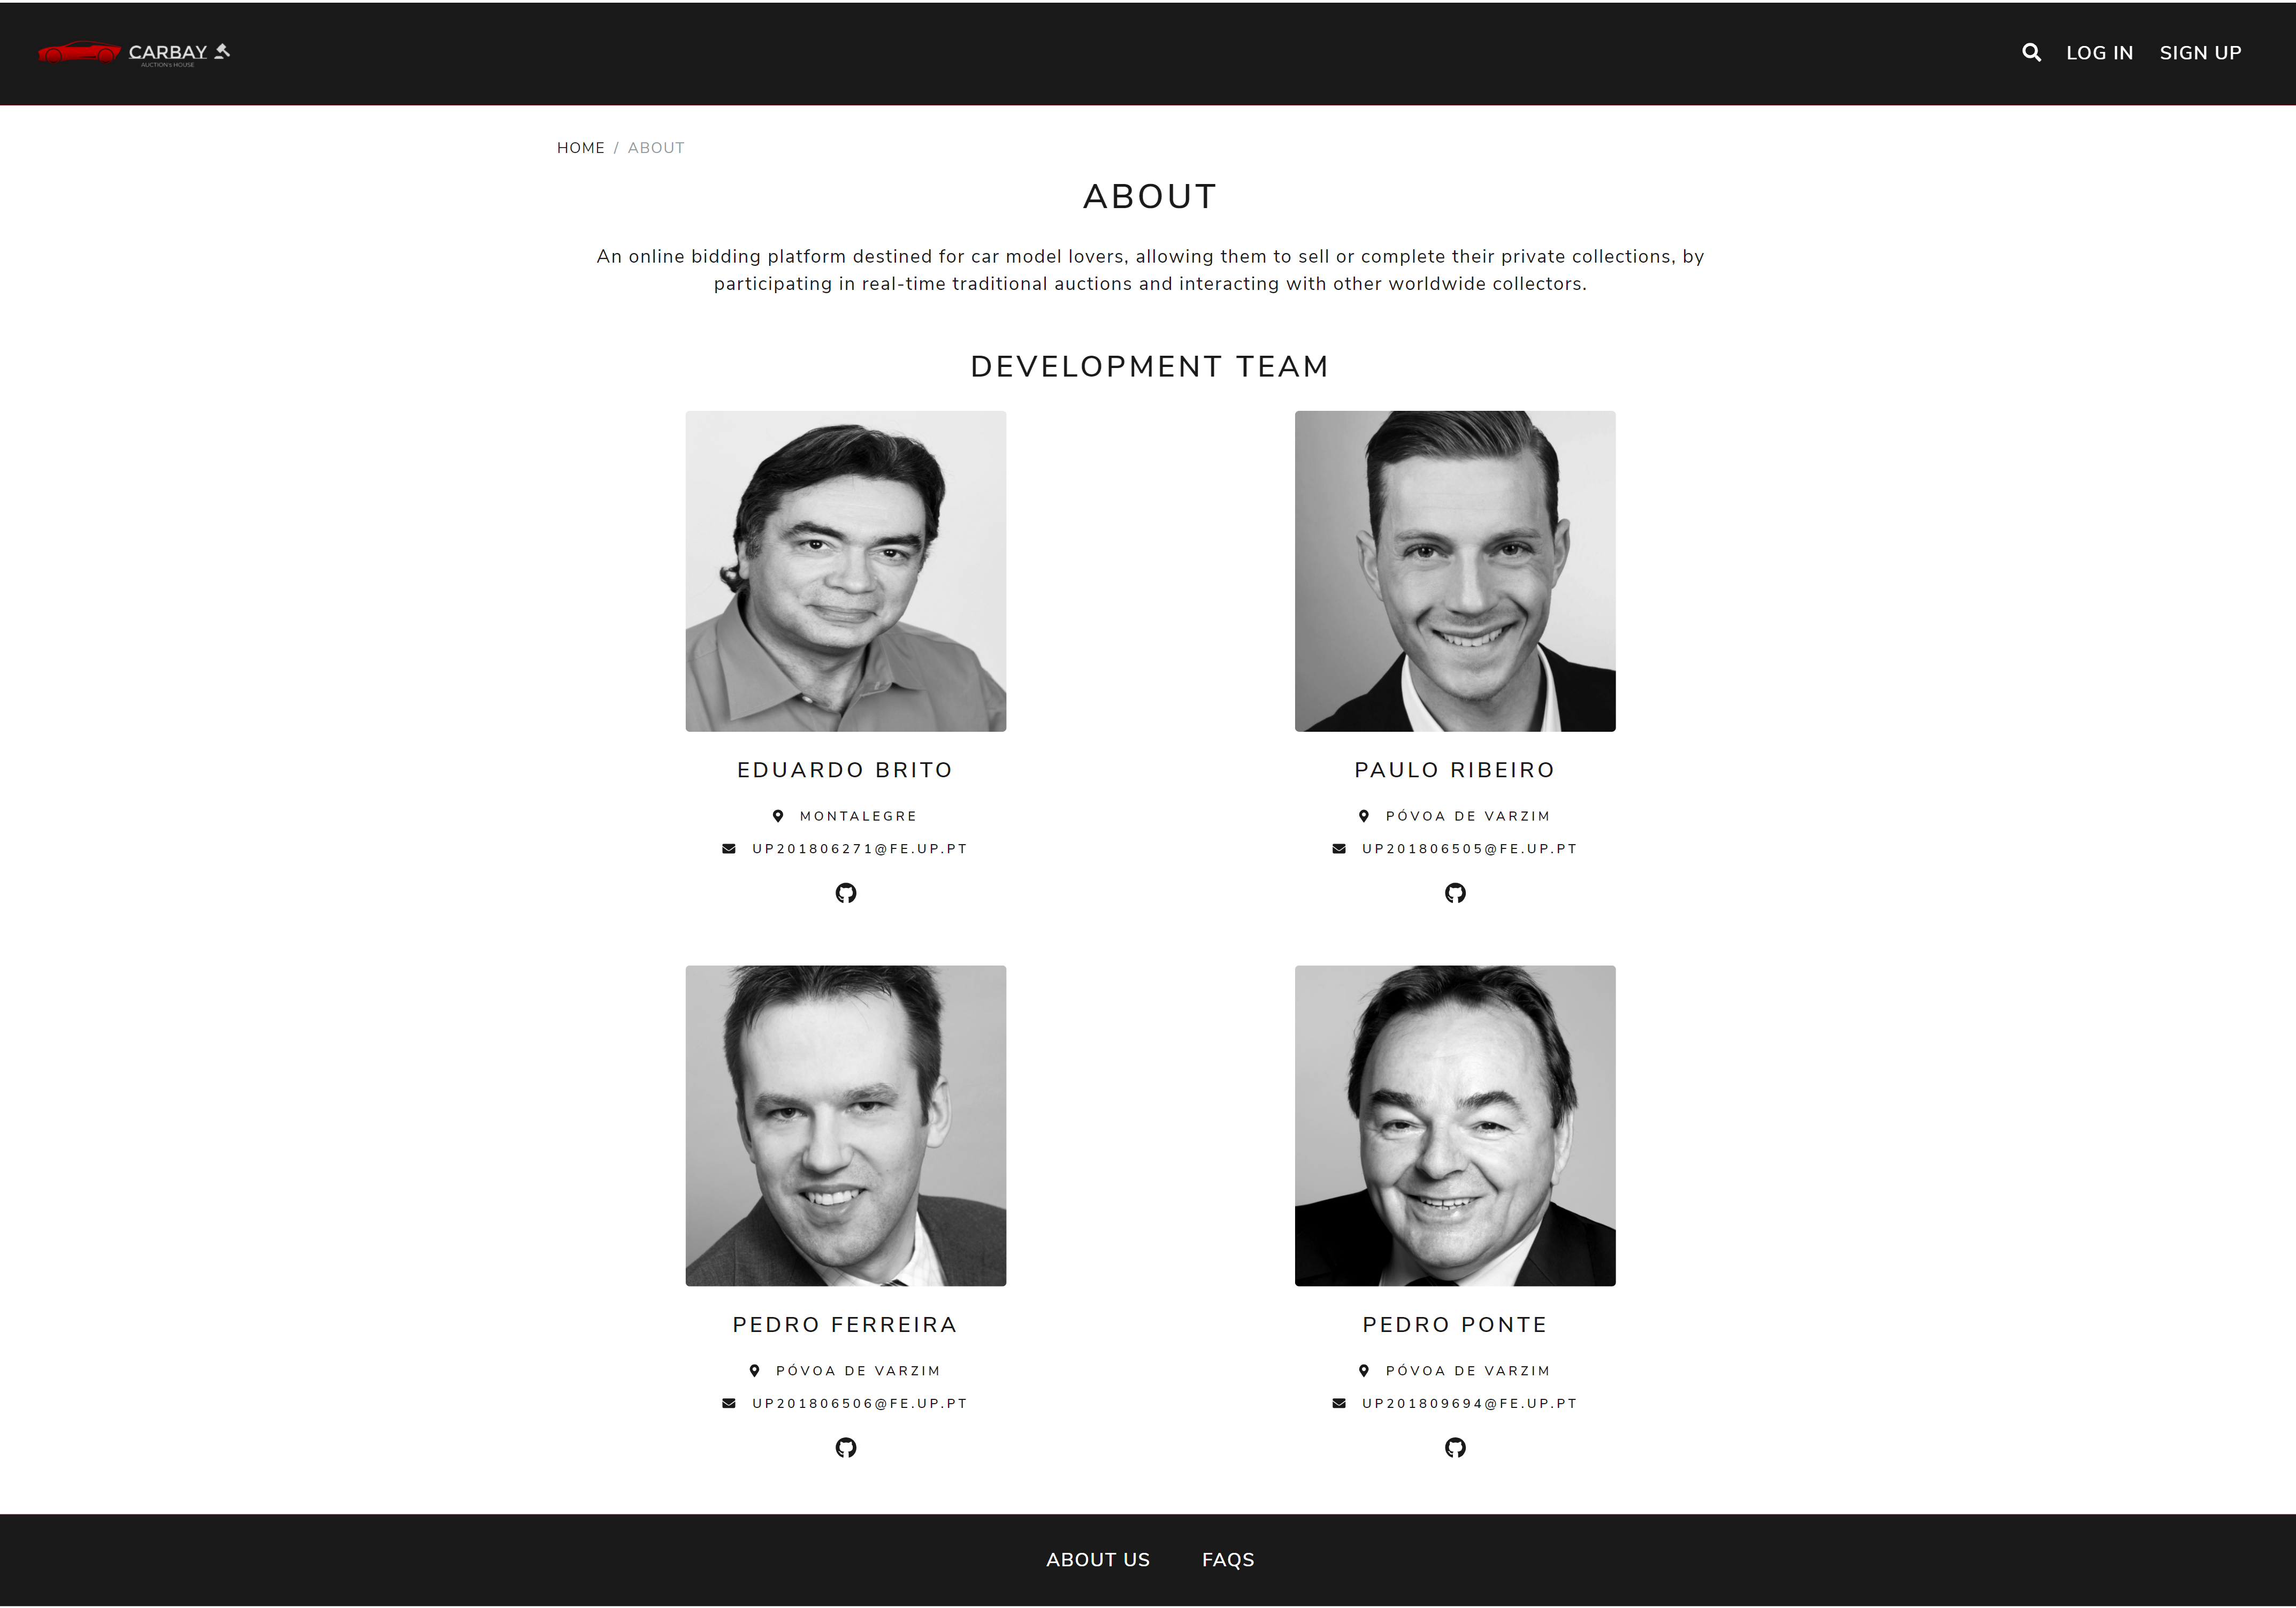 CARBAY
AUCTION's HOUSE
LOG IN
SIGN UP
HOME / ABOUT
ABOUT
An online bidding platform destined for car model lovers, allowing them to sell or complete their private collections, by
participating in real-time traditional auctions and interacting with other worldwide collectors.
DEVELOPMENT TEAM
EDUARDO BRITO
MONTALEGRE
UP201806271@FE.UP.PT
PAULO RIBEIRO
PÓVOA DE VARZIM
UP201806505@FE.UP.PT
PEDRO FERREIRA
PÓVOA DE VARZIM
UP201806506@FE.UP.PT
PEDRO PONTE
PÓVOA DE VARZIM
UP201809694@FE.UP.PT
ABOUT US
FAQS